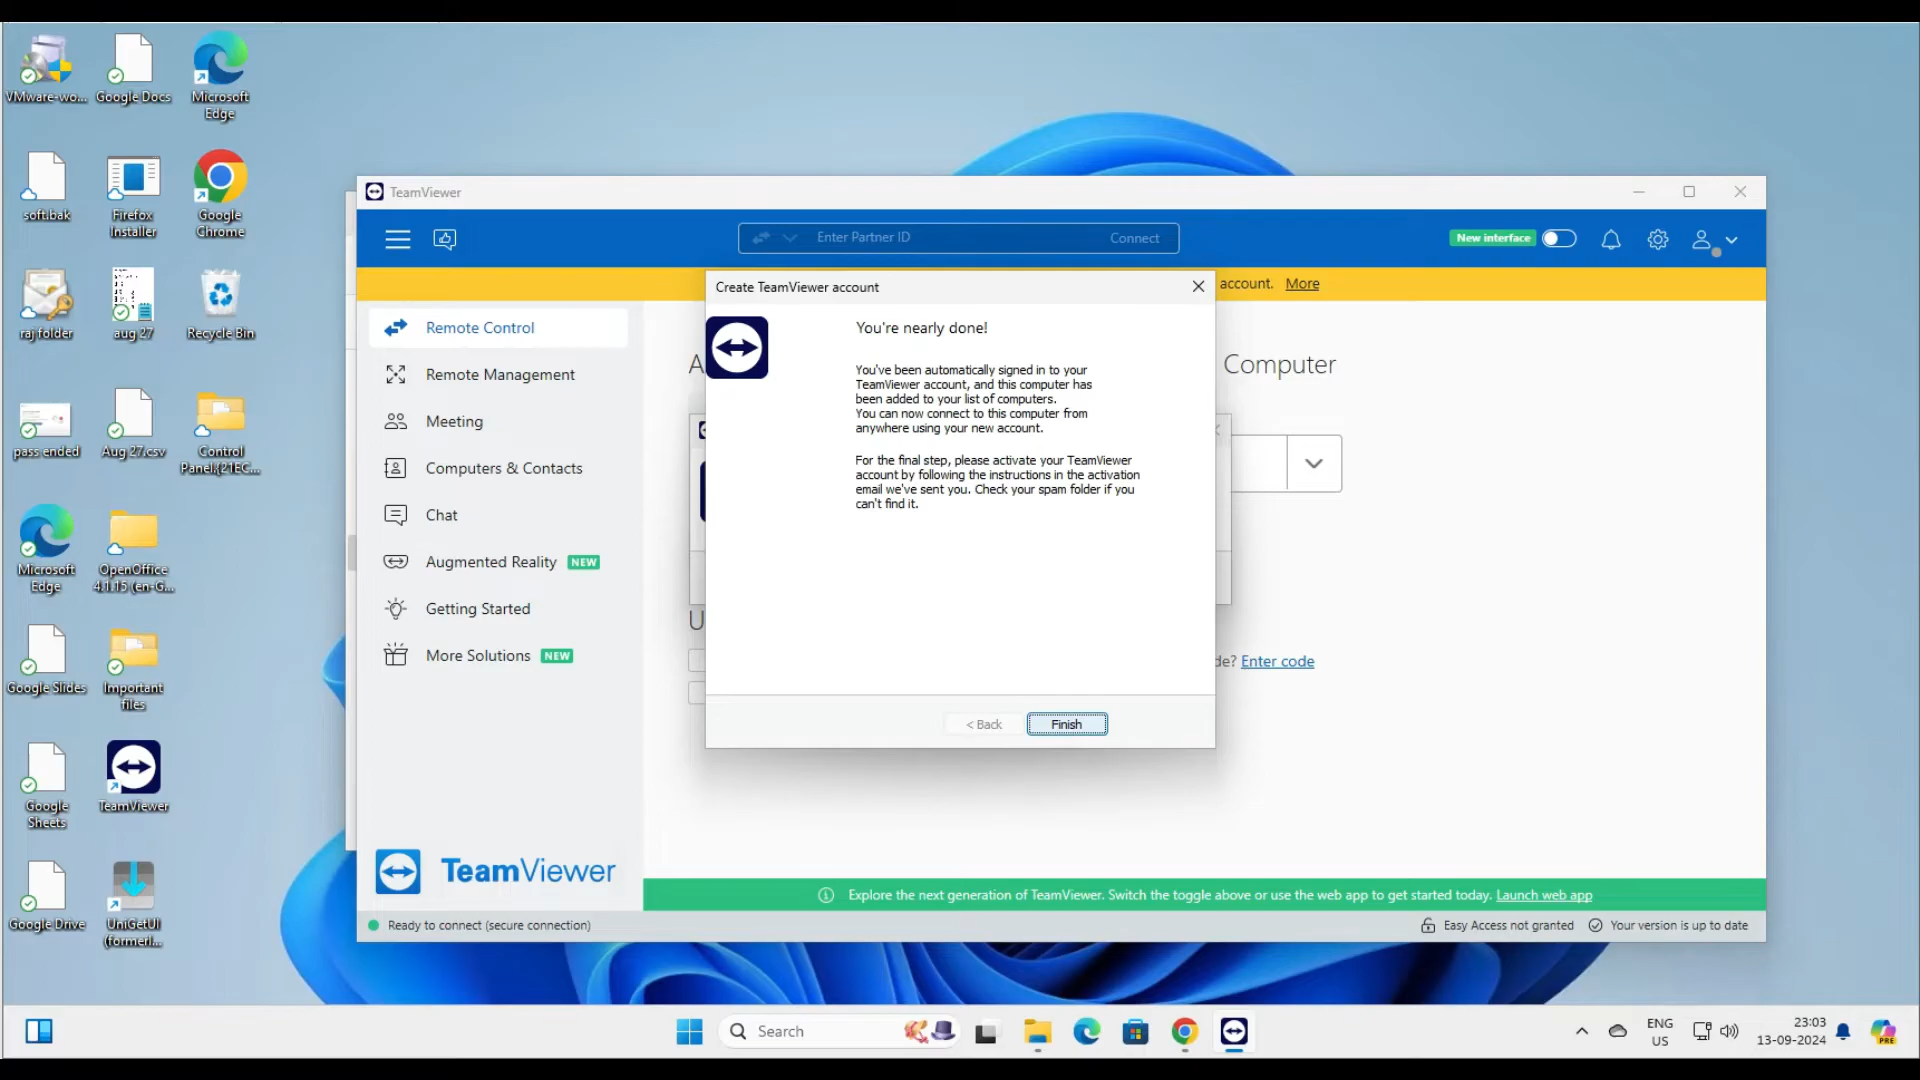 VMware-wo...
Google Docs
Microsoft
Edge
soft.bak
Firefox
Installer
Google
Chrome
raj folder
aug 27
Recycle Bin
pass ended
Aug 27.csv
Control
Panel.{21EC...
Microsoft
Edge
OpenOffice
4.1.15 (en-G...
Google Slides
Important
files
Google
Sheets
TeamViewer
Google Drive
UniGetUI
(formerl...
TeamViewer
Enter Partner ID
Connect
New interface
account. More
Remote Control
Remote Management
Meeting
Computers & Contacts
Chat
Augmented Reality NEW
Getting Started
More Solutions NEW
TeamViewer
Create TeamViewer account
You're nearly done!
You've been automatically signed in to your
TeamViewer account, and this computer has
been added to your list of computers.
You can now connect to this computer from
anywhere using your new account.
For the final step, please activate your TeamViewer
account by following the instructions in the activation
email we've sent you. Check your spam folder if you
can't find it.
< Back
Finish
A
Computer
U
de? Enter code
Explore the next generation of TeamViewer. Switch the toggle above or use the web app to get started today. Launch web app
Ready to connect (secure connection)
Easy Access not granted
Your version is up to date
Search
ENG
US
23:03
13-09-2024
PRE